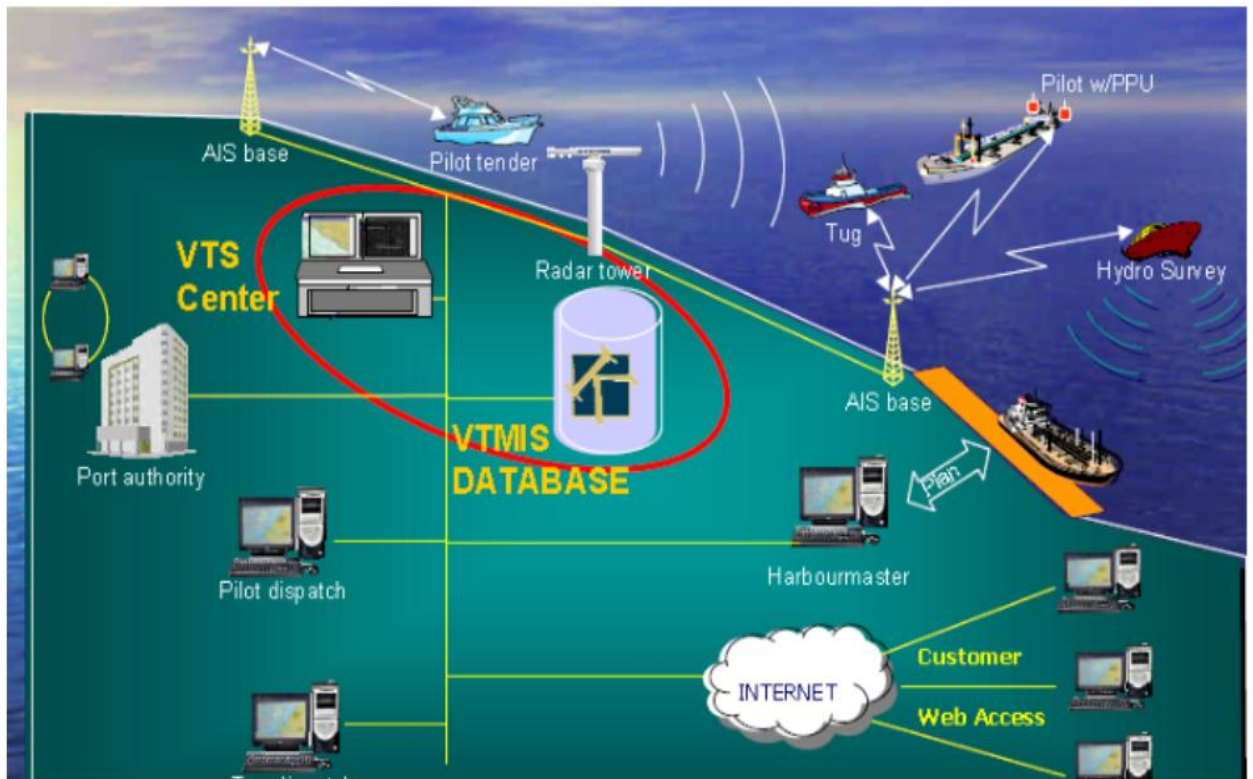 Pilot w/PPU
AIS base
Pilot tender
Tug
VTS
Center
Radar tower
Hydro Survey
AIS base
VTMIS
DATABASE
Port authority
Plan
Pilot dispatch
Harbourmaster
Customer
INTERNET
Web Access